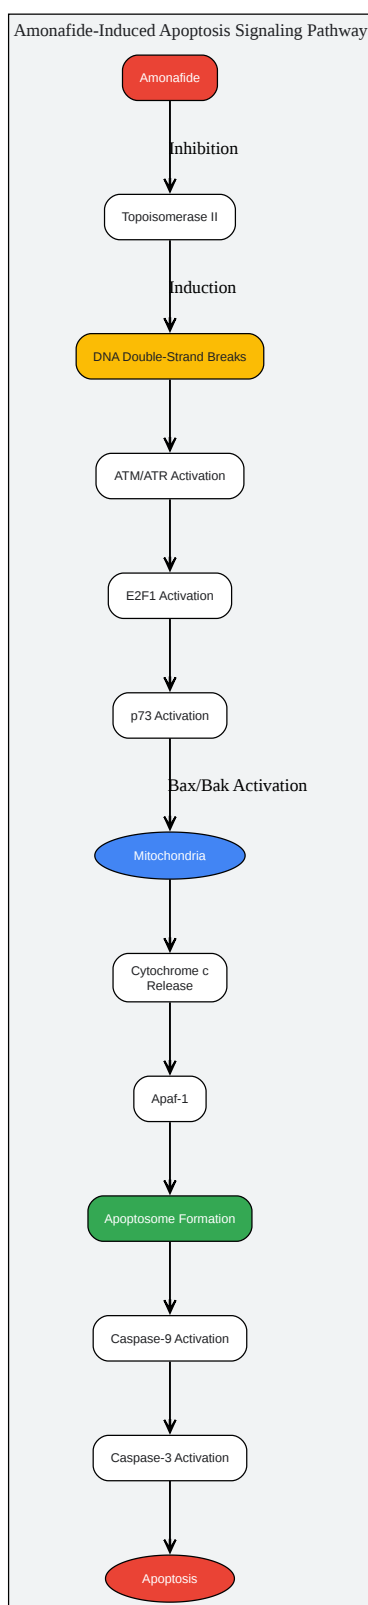 Amonafide-Induced Apoptosis Signaling Pathway
Amonafide
Inhibition
Topoisomerase II
Induction
DNA Double-Strand Breaks
ATM/ATR Activation
E2F1 Activation
p73 Activation
Bax/Bak Activation
Mitochondria
Cytochrome c
Release
Apaf-1
Apoptosome Formation
Caspase-9 Activation
Caspase-3 Activation
Apoptosis